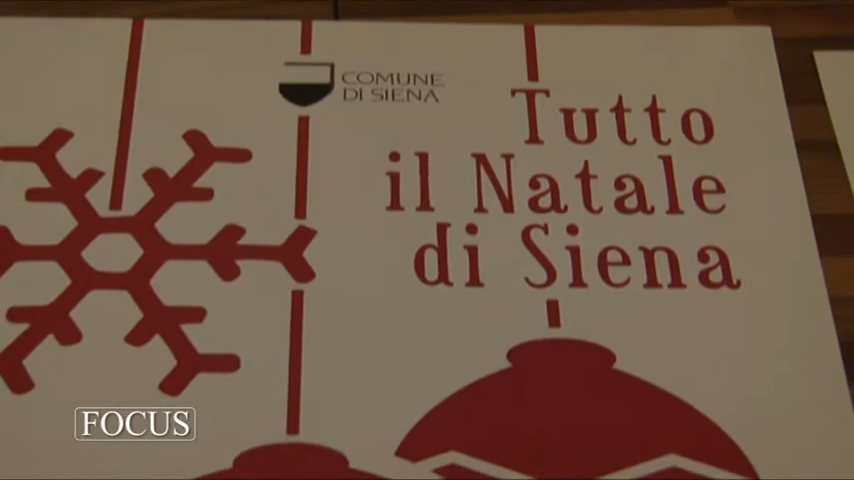 COMUNE
DI SIENA
Tutto
il Natale
di Siena
FOCUS